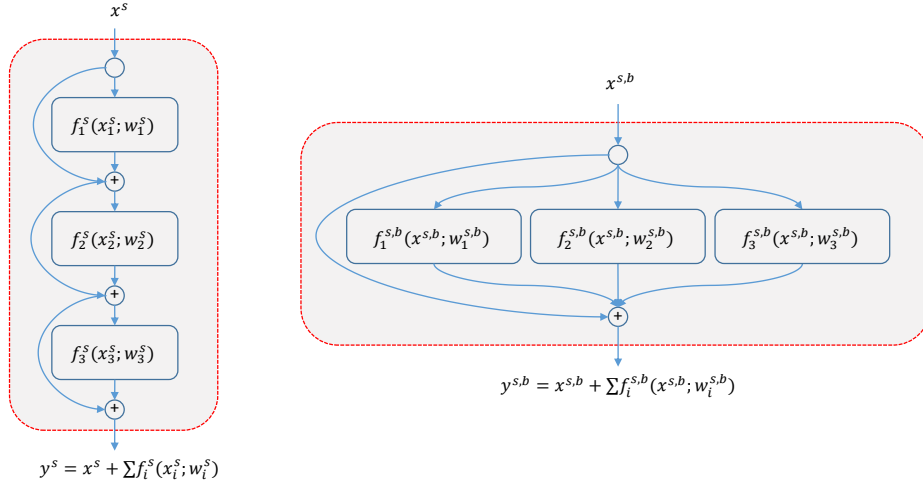 x^s
f_1^s(x_1^s; w_1^s)
+
f_2^s(x_2^s; w_2^s)
+
f_3^s(x_3^s; w_3^s)
+
y^s = x^s + ∑f_i^s(x_i^s; w_i^s)
x^{s,b}
f_1^{s,b}(x^{s,b}; w_1^{s,b})
f_2^{s,b}(x^{s,b}; w_2^{s,b})
f_3^{s,b}(x^{s,b}; w_3^{s,b})
+
y^{s,b} = x^{s,b} + ∑f_i^{s,b}(x^{s,b}; w_i^{s,b})